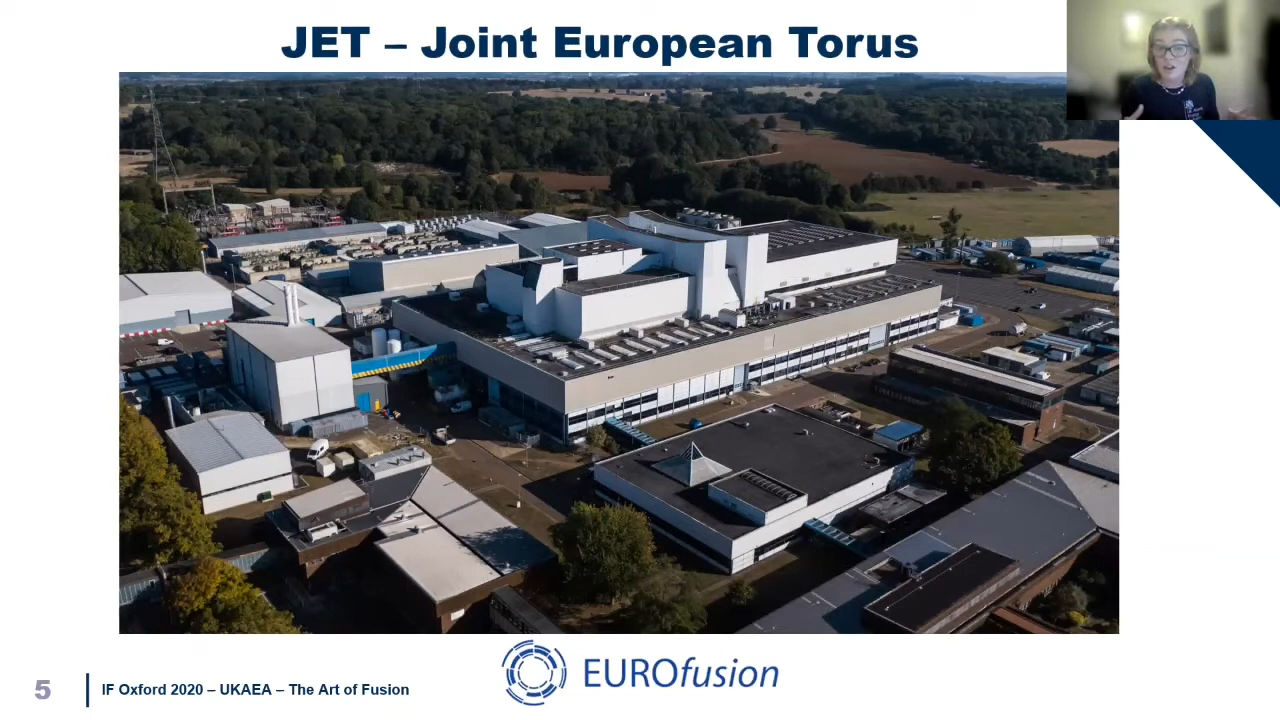 JET – Joint European Torus
EUROfusion
5
IF Oxford 2020 – UKAEA – The Art of Fusion